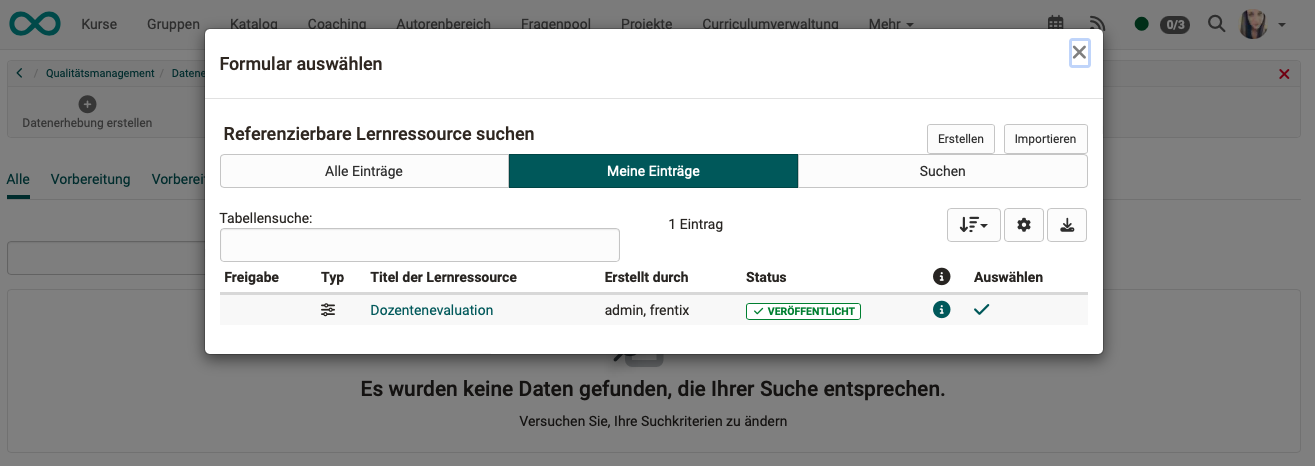 Kurse Gruppen Katalog Coaching Autorenbereich Fragenpool Projekte Curriculumverwaltung Mehr 0/3
Formular auswählen
Qualitätsmanagement / Datene
Datenerhebung erstellen
Referenzierbare Lernressource suchen
Erstellen Importieren
Alle Einträge Meine Einträge Suchen
Alle Vorbereitung Vorberei
Tabellensuche:
1 Eintrag
Freigabe Typ Titel der Lernressource Erstellt durch Status Auswählen
Dozentenevaluation admin, frentix VERÖFFENTLICHT
Es wurden keine Daten gefunden, die Ihrer Suche entsprechen.
Versuchen Sie, Ihre Suchkriterien zu ändern